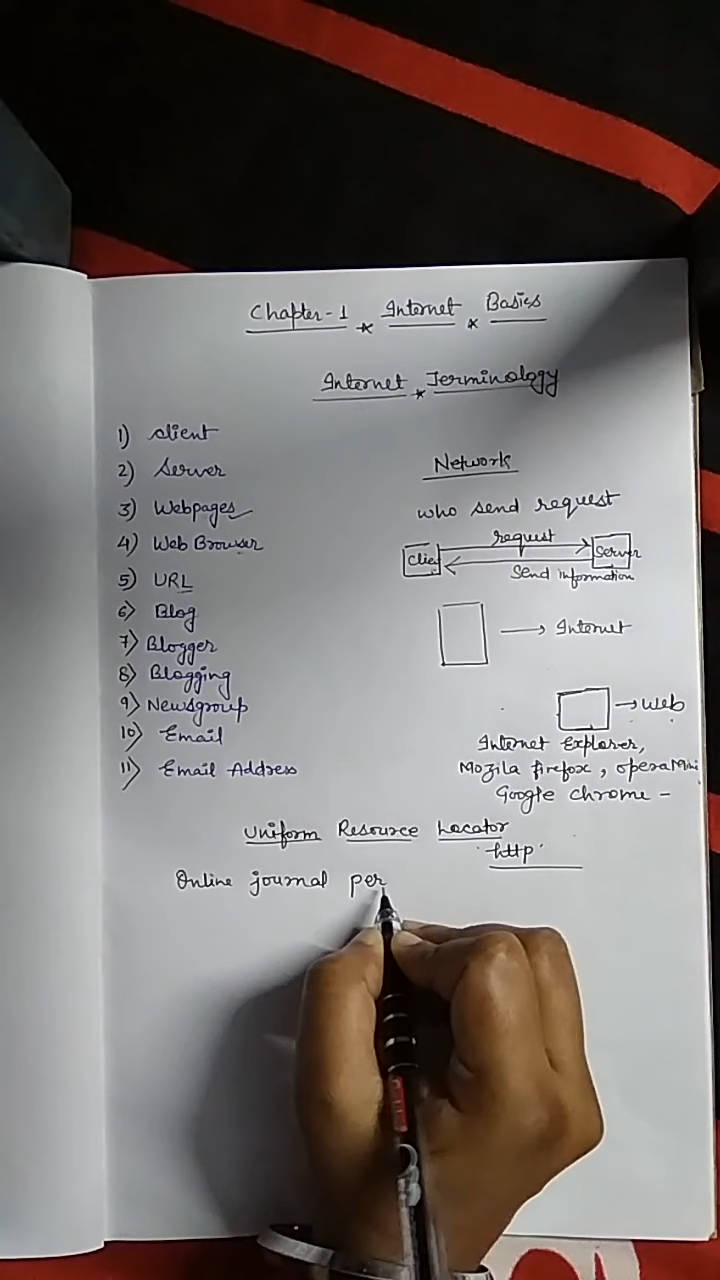 Chapter-1 * Internet * Basics
Internet * Terminology
1) Client
2) Server
3) Webpages
4) Web Browser
5) URL
6) Blog
7) Blogger
8) Blogging
9) Newsgroup
10) Email
11) Email Address
Network
who send request
request
Clie Server
Send information
→ Internet
→ Web
Internet Explorer,
Mozila firefox, opera Mini
Google chrome -
Uniform Resource Locator
http
Online journal per